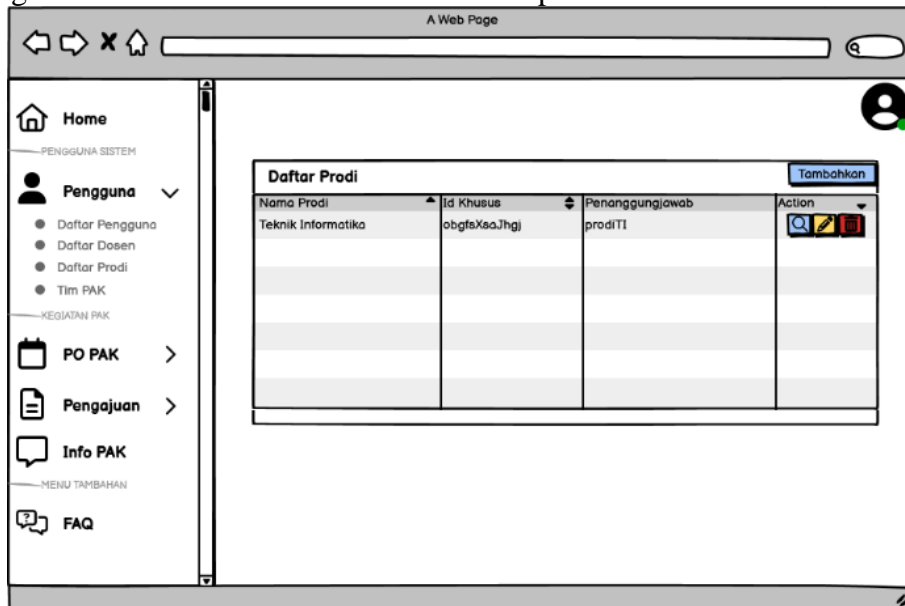 A Web Page
Home
PENGGUNA SISTEM
Pengguna
Daftar Pengguna
Daftar Dosen
Daftar Prodi
Tim PAK
KEGIATAN PAK
PO PAK
Pengajuan
Info PAK
MENU TAMBAHAN
FAQ
Daftar Prodi Tambahkan
Nama Prodi Id Khusus Penanggungjawab Action
Teknik Informatika obgfsXsaJhgj prodiTI